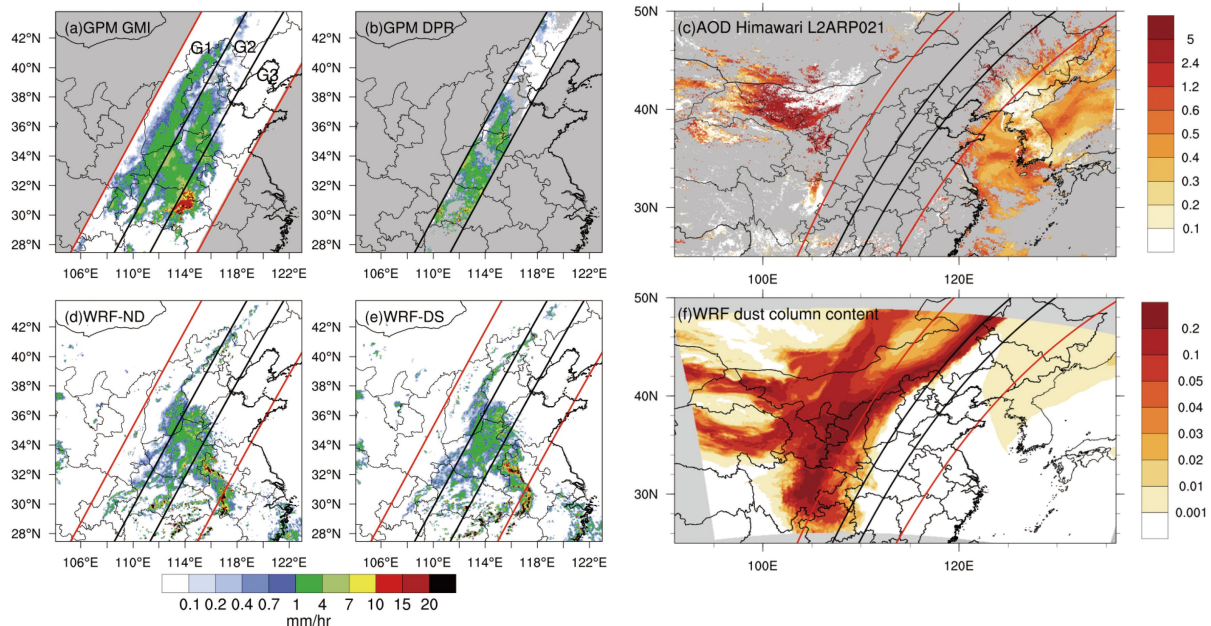 (a)GPM GMI
G1
G2
G3
42°N
40°N
38°N
36°N
34°N
32°N
30°N
28°N
106°E 110°E 114°E 118°E 122°E
(b)GPM DPR
42°N
40°N
38°N
36°N
34°N
32°N
30°N
28°N
106°E 110°E 114°E 118°E 122°E
(c)AOD Himawari L2ARP021
50N
40N
30N
100E 120E
5
2.4
1.2
0.6
0.5
0.4
0.3
0.2
0.1
(d)WRF-ND
42°N
40°N
38°N
36°N
34°N
32°N
30°N
28°N
106°E 110°E 114°E 118°E 122°E
(e)WRF-DS
42°N
40°N
38°N
36°N
34°N
32°N
30°N
28°N
106°E 110°E 114°E 118°E 122°E
(f)WRF dust column content
50N
40N
30N
100E 120E
0.2
0.1
0.05
0.04
0.03
0.02
0.01
0.001
0.1 0.2 0.4 0.7 1 4 7 10 15 20
mm/hr